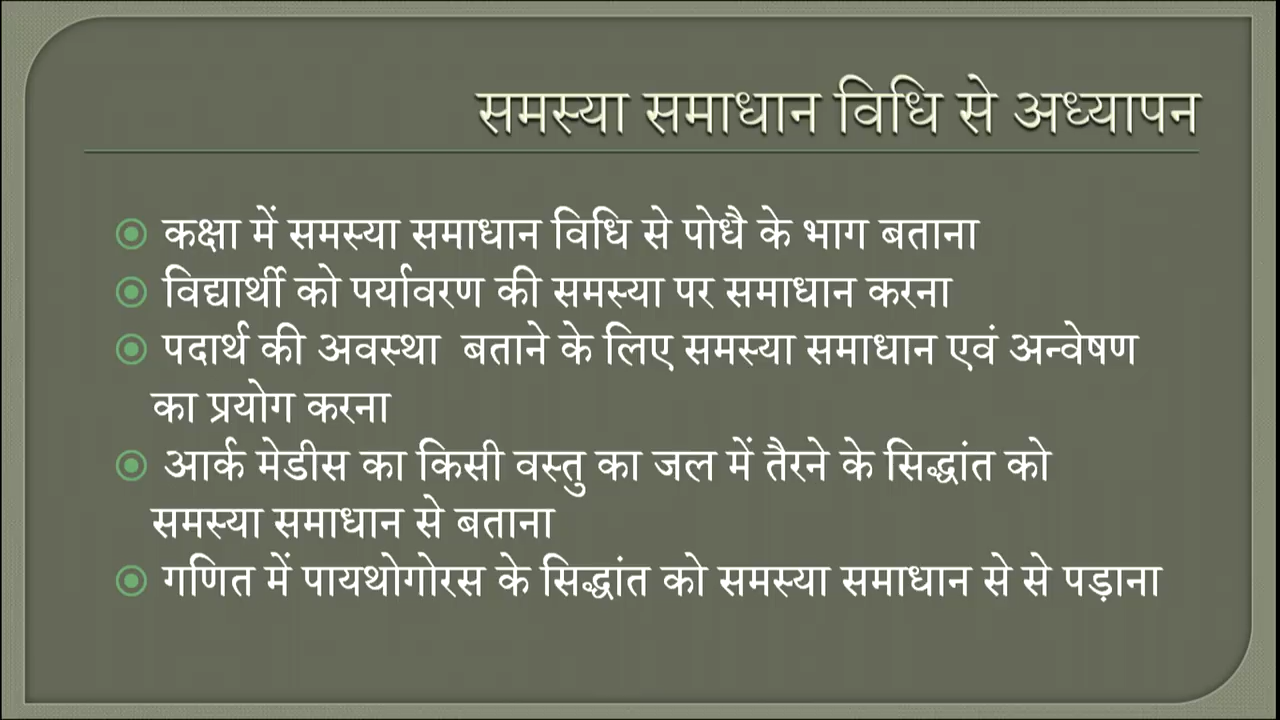 समस्या समाधान विधि से अध्यापन
कक्षा में समस्या समाधान विधि से पोधै के भाग बताना
विद्यार्थी को पर्यावरण की समस्या पर समाधान करना
पदार्थ की अवस्था बताने के लिए समस्या समाधान एवं अन्वेषण
का प्रयोग करना
आर्क मेडीस का किसी वस्तु का जल में तैरने के सिद्धांत को
समस्या समाधान से बताना
गणित में पायथोगोरस के सिद्धांत को समस्या समाधान से से पड़ाना